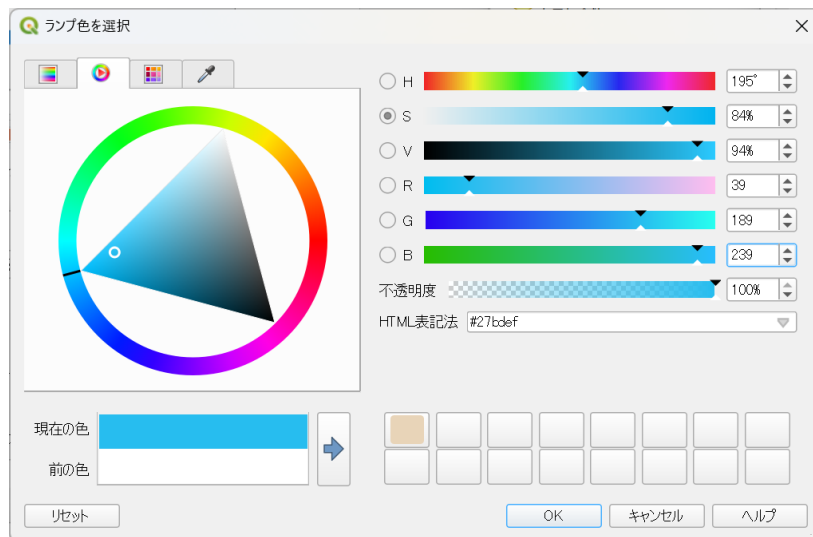 ランプ色を選択
H 195°
S 84%
V 94%
R 39
G 189
B 239
不透明度 100%
HTML表記法 #27bdef
現在の色
前の色
リセット
OK
キャンセル
ヘルプ